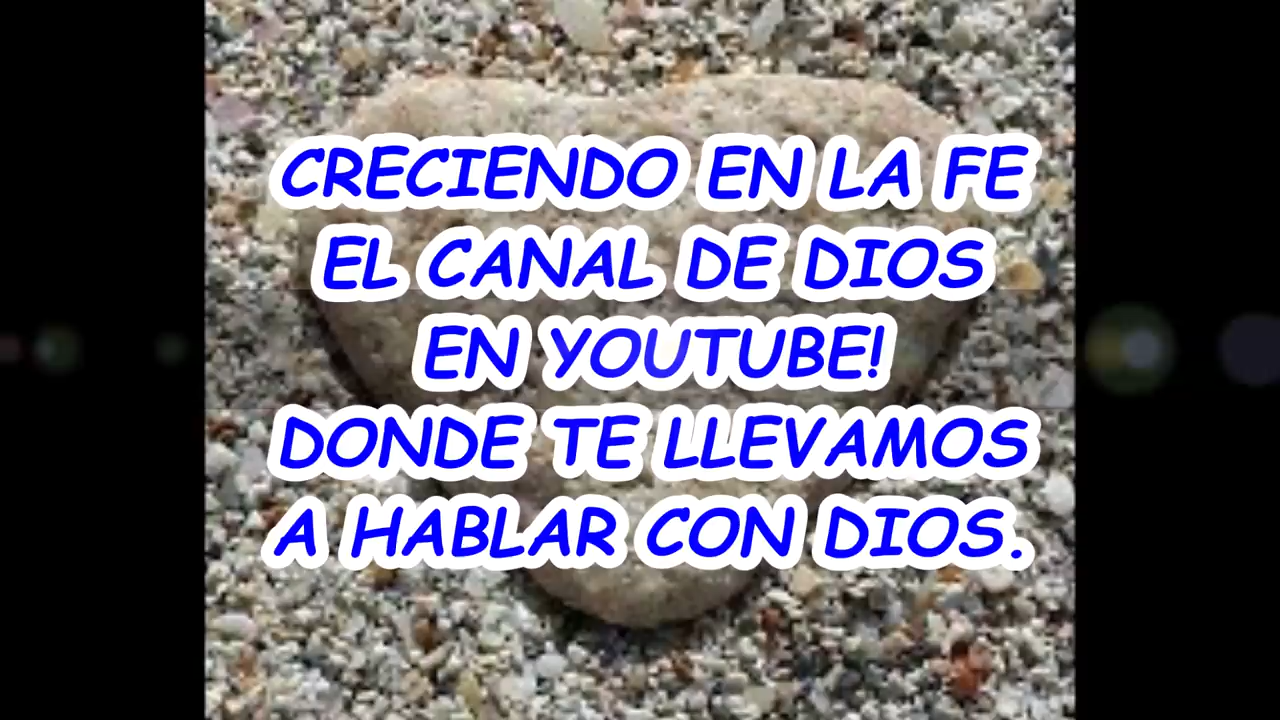 CRECIENDO EN LA FE
EL CANAL DE DIOS
EN YOUTUBE!
DONDE TE LLEVAMOS
A HABLAR CON DIOS.